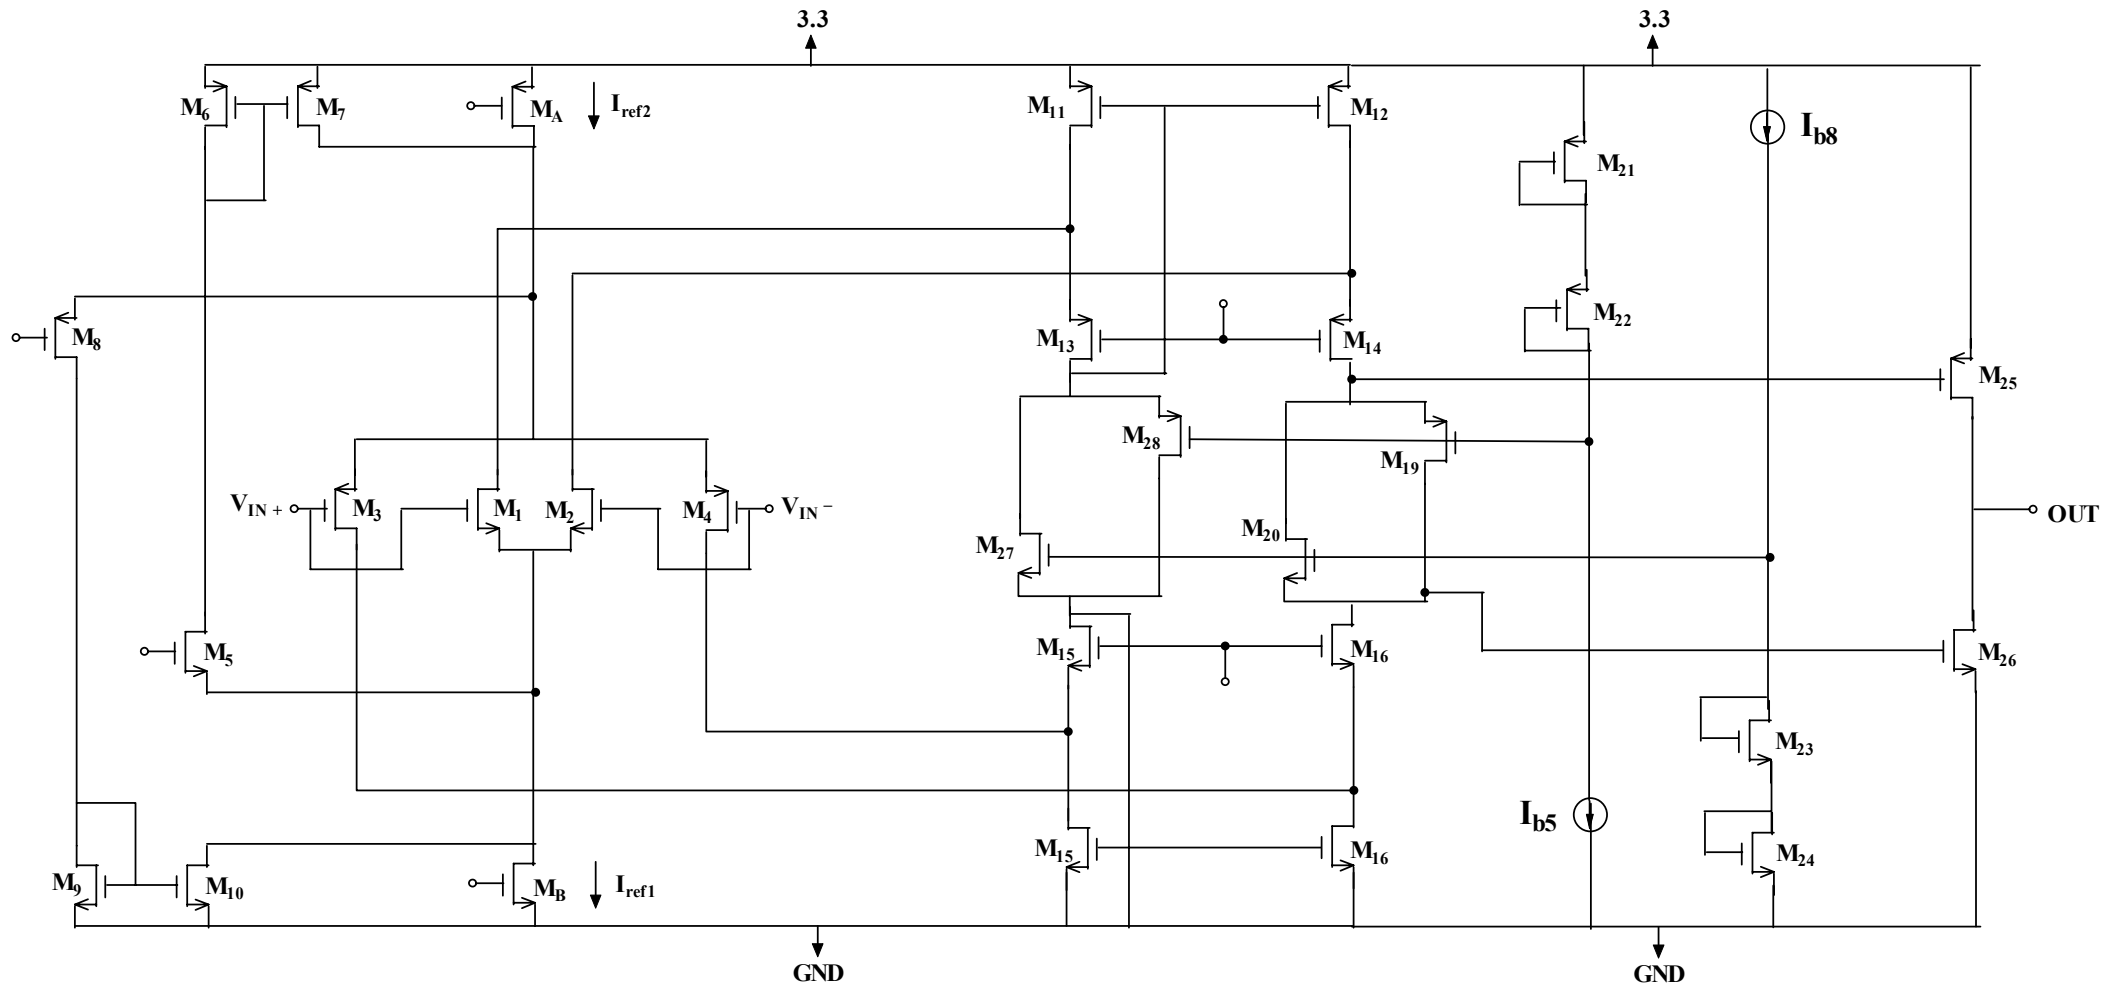 3.3
3.3
M6
M7
MA
Iref2
M11
M12
Ib8
M21
M8
M13
M14
M22
M25
M28
M19
VIN +
M3
M1
M2
M4
VIN −
M27
M20
OUT
M5
M15
M16
M26
M23
Ib5
M9
M10
MB
Iref1
M15
M16
M24
GND
GND